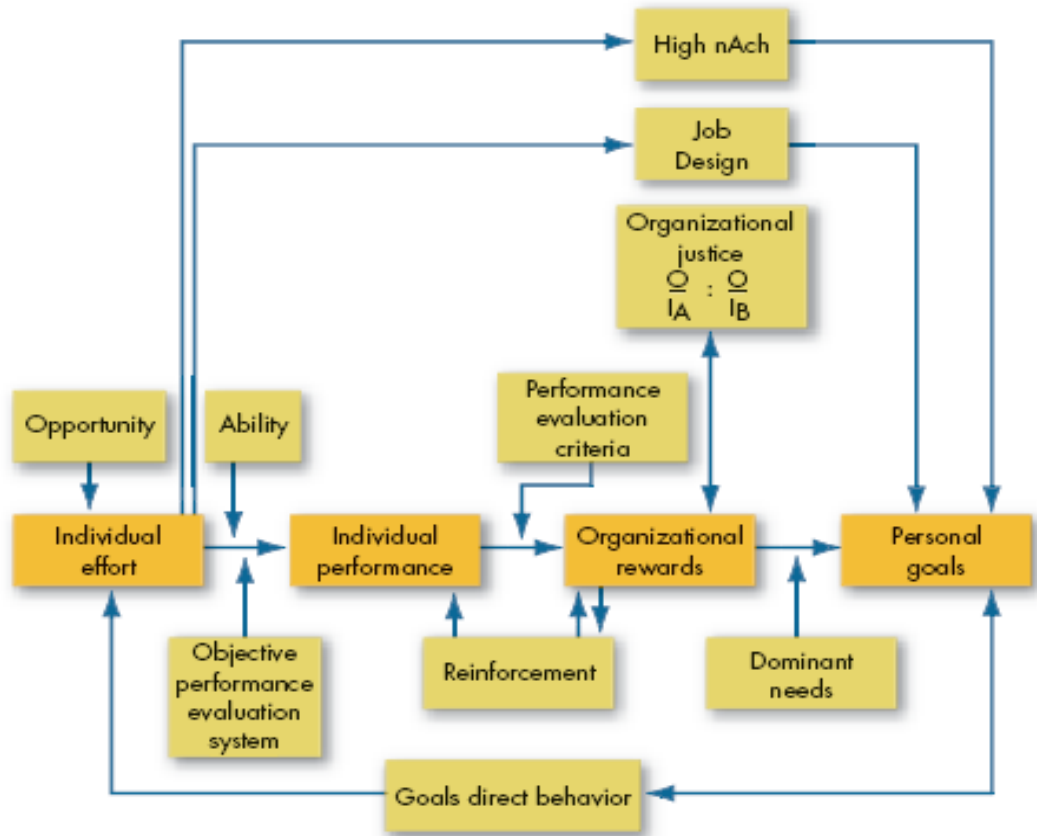 High nAch
Job
Design
Organizational
justice
O : O
IA IB
Opportunity
Ability
Performance
evaluation
criteria
Individual
effort
Individual
performance
Organizational
rewards
Personal
goals
Objective
performance
evaluation
system
Reinforcement
Dominant
needs
Goals direct behavior